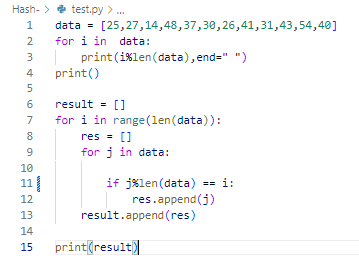 Hash- > test.py > ...
1 data = [25,27,14,48,37,30,26,41,31,43,54,40]
2 for i in  data:
3     print(i%len(data),end=" ")
4 print()
5
6 result = []
7 for i in range(len(data)):
8     res = []
9     for j in data:
10
11         if j%len(data) == i:
12             res.append(j)
13     result.append(res)
14
15 print(result)